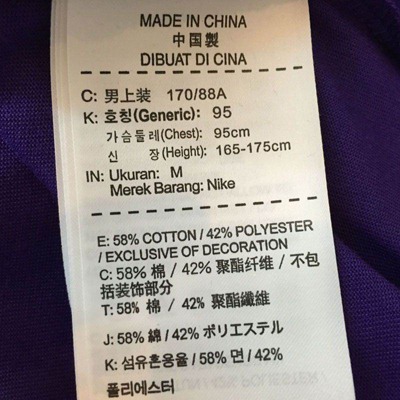 MADE IN CHINA
中国製
DIBUAT DI CINA
C: 男上装 170/88A
K: 호칭(Generic): 95
가슴둘레(Chest): 95cm
신 장(Height): 165-175cm
IN: Ukuran: M
Merek Barang: Nike
E: 58% COTTON / 42% POLYESTER
/ EXCLUSIVE OF DECORATION
C: 58% 棉 / 42% 聚酯纤维 / 不包
括装饰部分
T: 58% 棉 / 42% 聚酯纖維
J: 58% 綿 / 42% ポリエステル
K: 섬유혼용율 / 58% 면 / 42%
폴리에스터